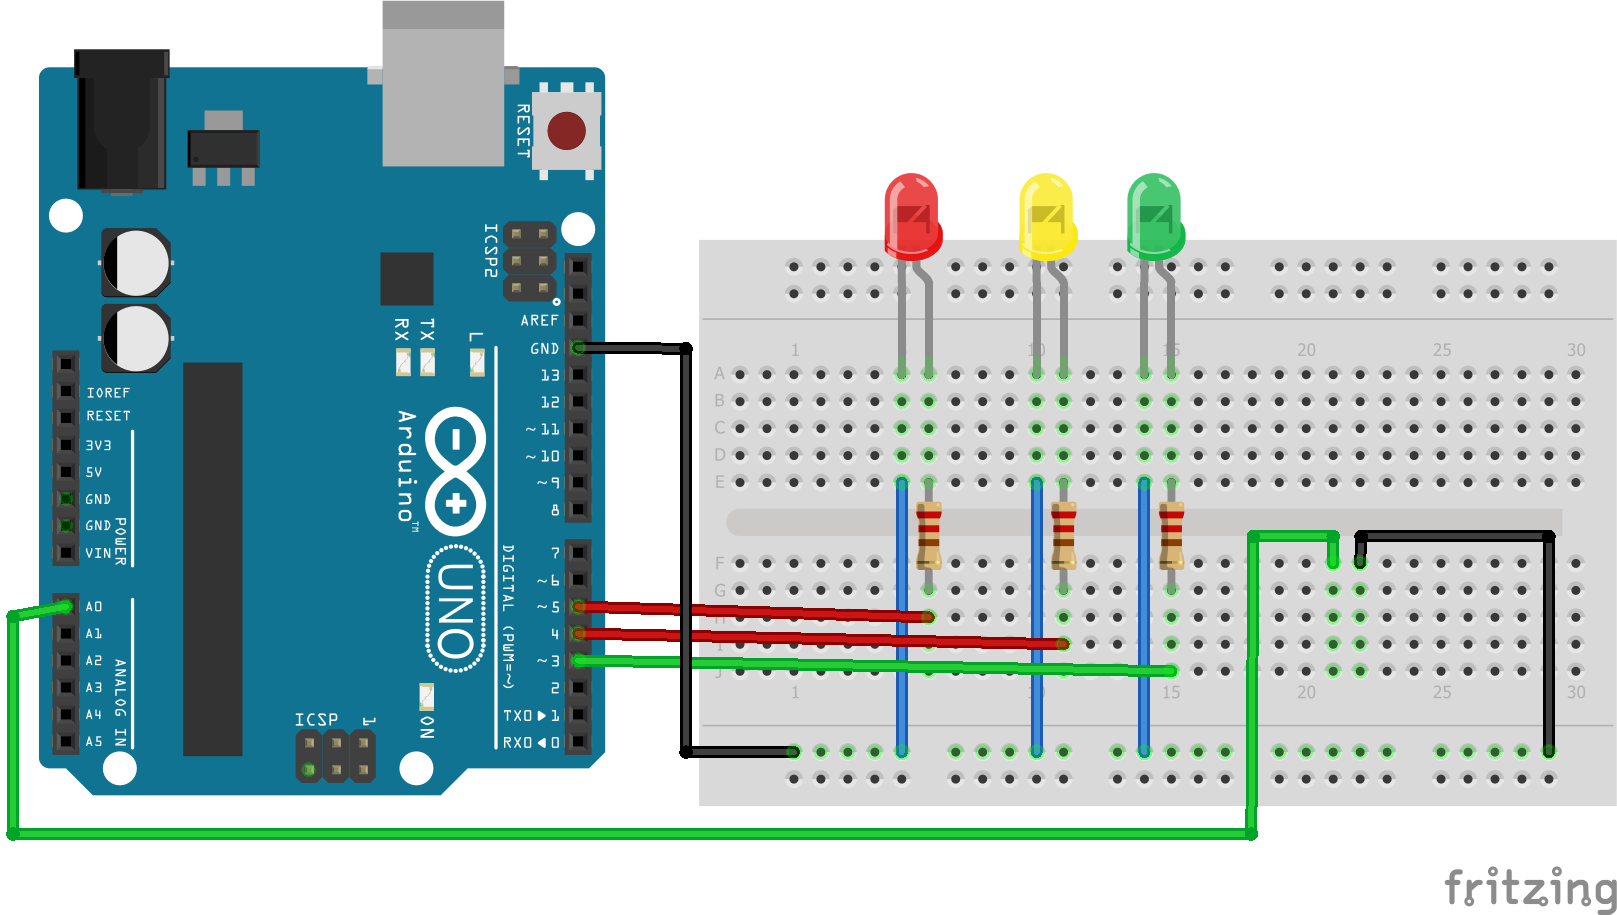 RESET
ICSP2
AREF
GND
13
12
~11
~10
~9
8
7
~6
~5
4
~3
2
TX0▶1
RX0◀0
DIGITAL (PWM=~)
RX
TX
L
Arduino™
UNO
ON
ICSP
1
IOREF
RESET
3V3
5V
GND
GND
VIN
POWER
A0
A1
A2
A3
A4
A5
ANALOG IN
1 10 15 20 25 30
A
B
C
D
E
F
G
H
I
J
1 10 15 20 25 30
fritzing